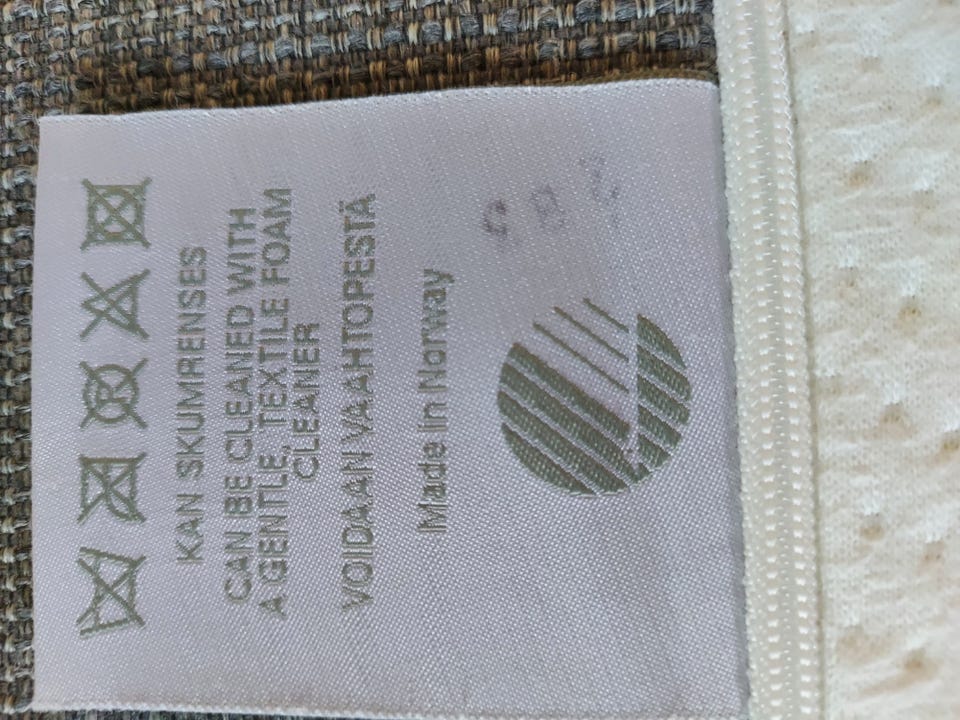 KAN SKUMRENSES
CAN BE CLEANED WITH
A GENTLE, TEXTILE FOAM
CLEANER
VOIDAAN VAAHTOPESTÄ
Made in Norway